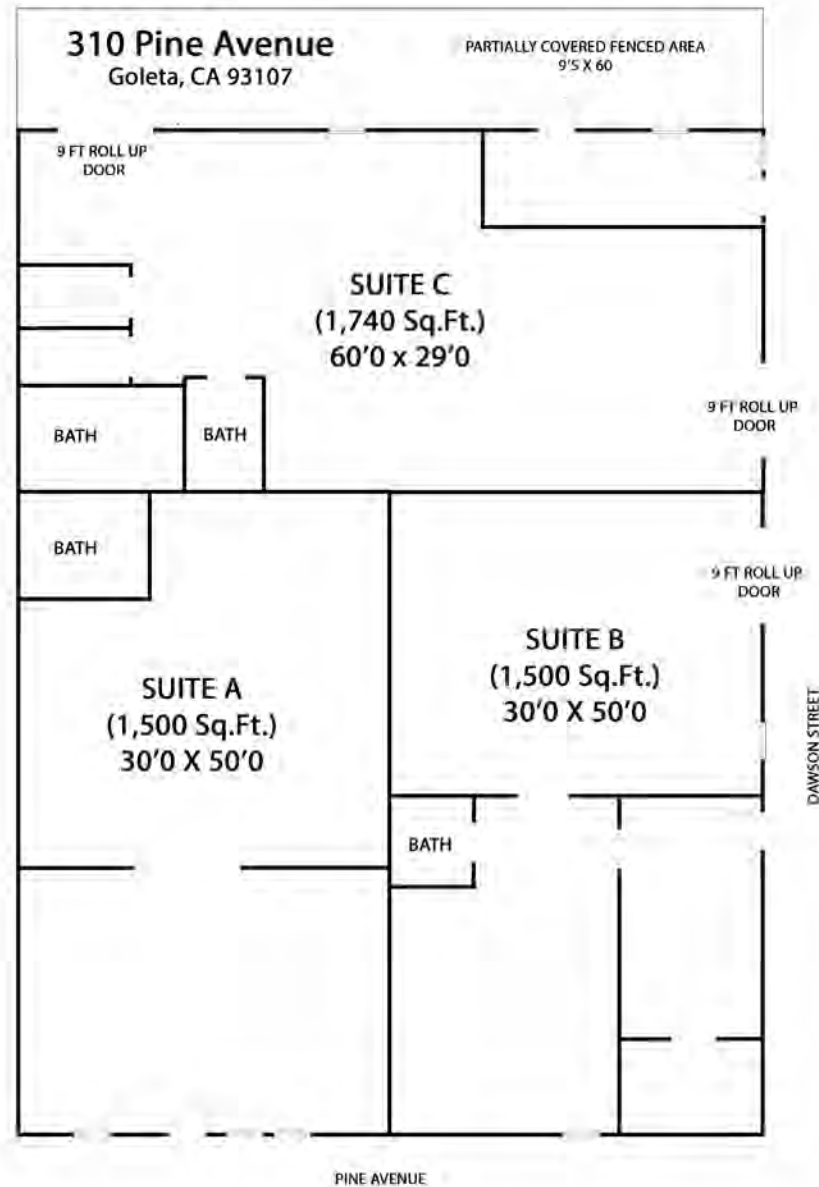 310 Pine Avenue
Goleta, CA 93107
PARTIALLY COVERED FENCED AREA
9'5 X 60
9 FT ROLL UP
DOOR
SUITE C
(1,740 Sq.Ft.)
60'0 x 29'0
9 FT ROLL UP
DOOR
BATH
BATH
BATH
9 FT ROLL UP
DOOR
SUITE B
(1,500 Sq.Ft.)
30'0 X 50'0
SUITE A
(1,500 Sq.Ft.)
30'0 X 50'0
DAWSON STREET
BATH
PINE AVENUE